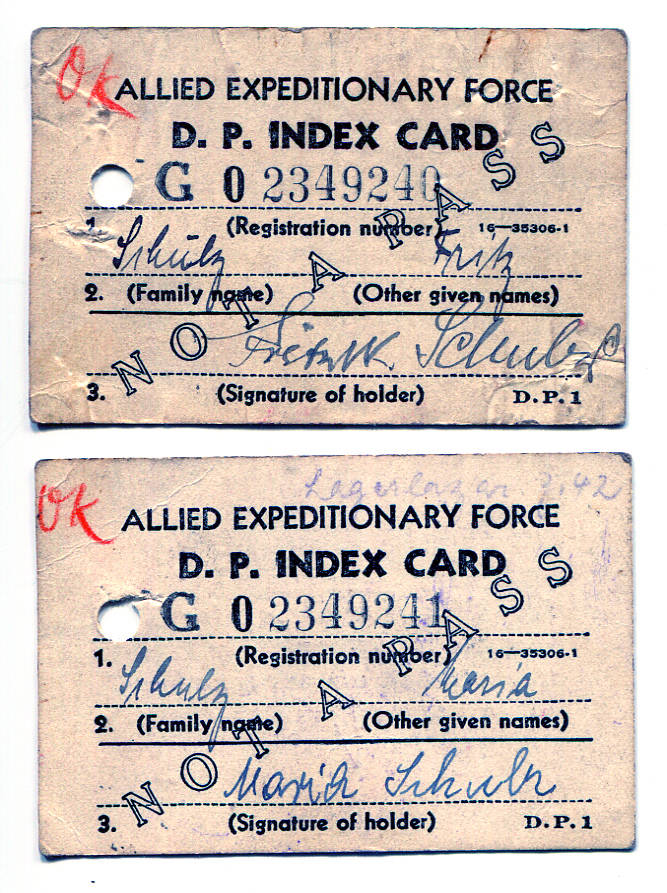 OK
ALLIED EXPEDITIONARY FORCE
D. P. INDEX CARD
G 0 2349240
1. (Registration number) 16—35306-1
Schulz Fritz
2. (Family name) (Other given names)
Schulz
3. (Signature of holder) D.P.1
NOT A PASS
OK
ALLIED EXPEDITIONARY FORCE
D. P. INDEX CARD
G 0 2349241
1. (Registration number) 16—35306-1
Schulz Maria
2. (Family name) (Other given names)
Maria Schulz
3. (Signature of holder) D.P.1
NOT A PASS